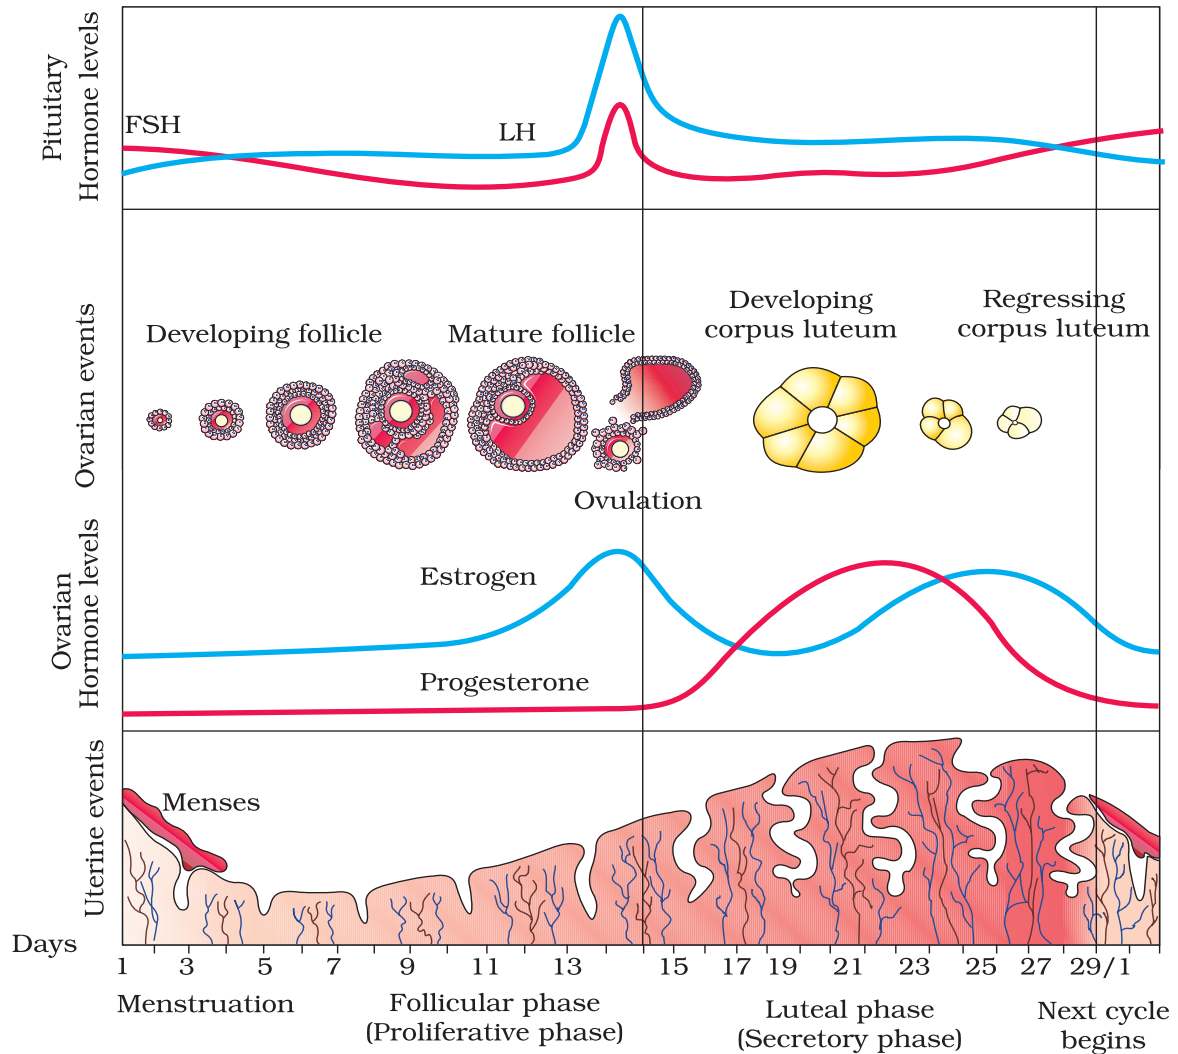 Pituitary
Hormone levels
FSH
LH
Ovarian events
Developing follicle
Mature follicle
Developing
corpus luteum
Regressing
corpus luteum
Ovulation
Ovarian
Hormone levels
Estrogen
Progesterone
Uterine events
Menses
Days
1 3 5 7 9 11 13 15 17 19 21 23 25 27 29/1
Menstruation
Follicular phase
(Proliferative phase)
Luteal phase
(Secretory phase)
Next cycle
begins